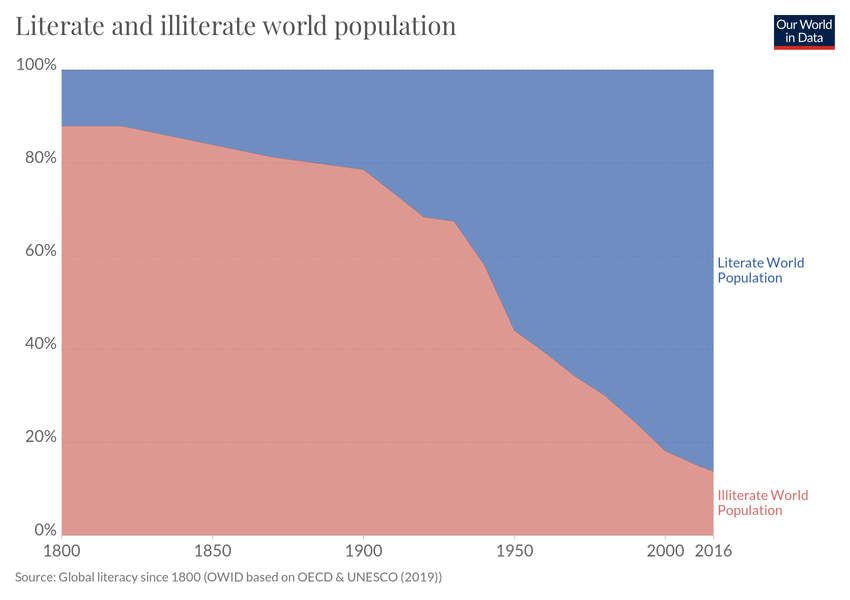 Literate and illiterate world population
Our World
in Data
100%
80%
60%
40%
20%
0%
Literate World
Population
Illiterate World
Population
1800 1850 1900 1950 2000 2016
Source: Global literacy since 1800 (OWID based on OECD & UNESCO (2019))